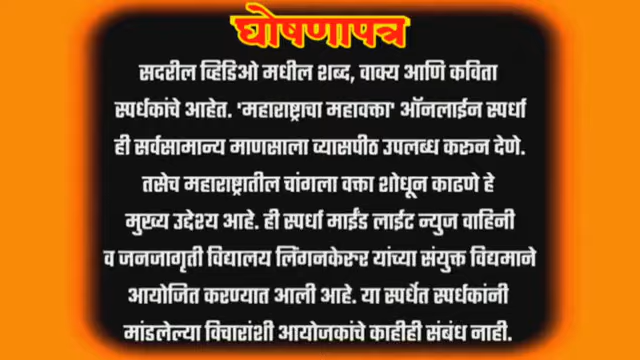 घोषणापत्र
सदरील व्हिडिओ मधील शब्द, वाक्य आणि कविता
स्पर्धकांचे आहेत. 'महाराष्ट्राचा महावक्ता' ऑनलाईन स्पर्धा
ही सर्वसामान्य माणसाला व्यासपीठ उपलब्ध करुन देणे.
तसेच महाराष्ट्रातील चांगला वक्ता शोधून काढणे हे
मुख्य उद्देश्य आहे. ही स्पर्धा माईंड लाईट न्युज वाहिनी
व जनजागृती विद्यालय लिंगनकेरुर यांच्या संयुक्त विद्यमाने
आयोजित करण्यात आली आहे. या स्पर्धेत स्पर्धकांनी
मांडलेल्या विचारांशी आयोजकांचे काहीही संबंध नाही.